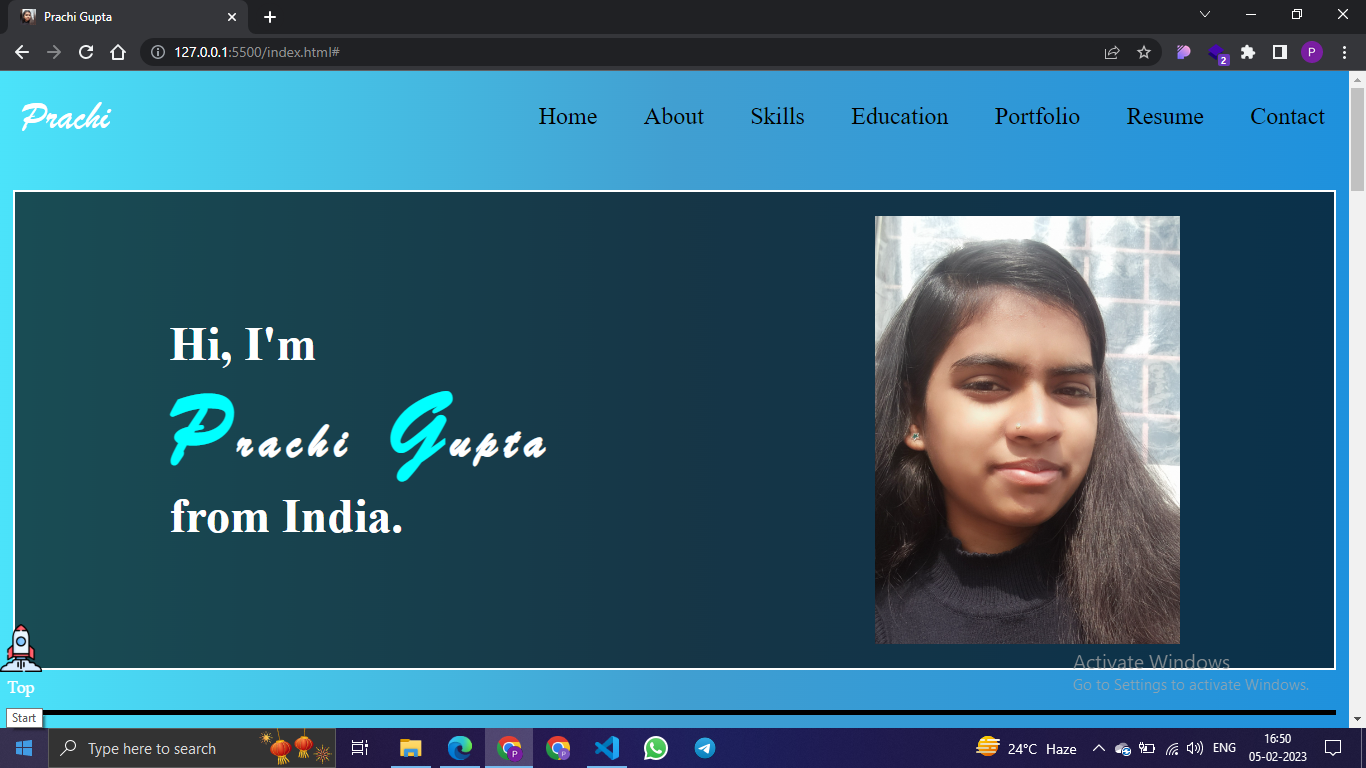 Prachi Gupta
127.0.0.1:5500/index.html#
2
P
Prachi
Home About Skills Education Portfolio Resume Contact
Hi, I'm
Prachi Gupta
from India.
Activate Windows
Go to Settings to activate Windows.
Top
Start
Type here to search
P
P
24°C Haze
ENG
16:50
05-02-2023